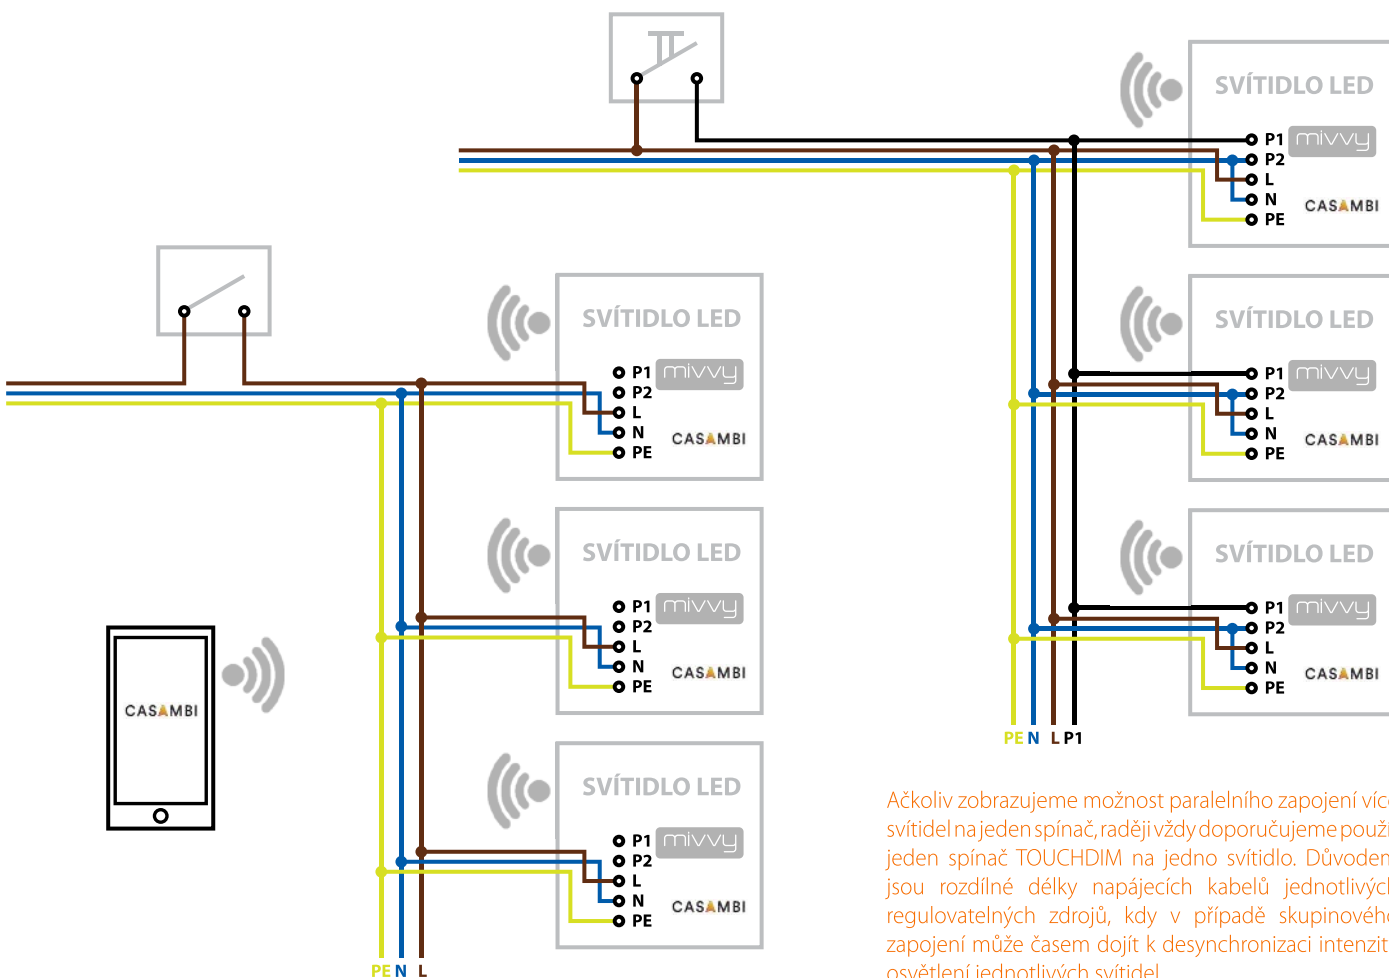 SVÍTIDLO LED
P1 mivvy
P2
L
N CASAMBI
PE
SVÍTIDLO LED
P1 mivvy
P2
L
N CASAMBI
PE
SVÍTIDLO LED
P1 mivvy
P2
L
N CASAMBI
PE
PE N L P1
SVÍTIDLO LED
P1 mivvy
P2
L
N CASAMBI
PE
SVÍTIDLO LED
P1 mivvy
P2
L
N CASAMBI
PE
SVÍTIDLO LED
P1 mivvy
P2
L
N CASAMBI
PE
PE N L
CASAMBI
Ačkoliv zobrazujeme možnost paralelního zapojení více
svítidel na jeden spínač, raději vždy doporučujeme použí
jeden spínač TOUCHDIM na jedno svítidlo. Důvodem
jsou rozdílné délky napájecích kabelů jednotlivých
regulovatelných zdrojů, kdy v případě skupinového
zapojení může časem dojít k desynchronizaci intenzit
osvětlení jednotlivých svítidel